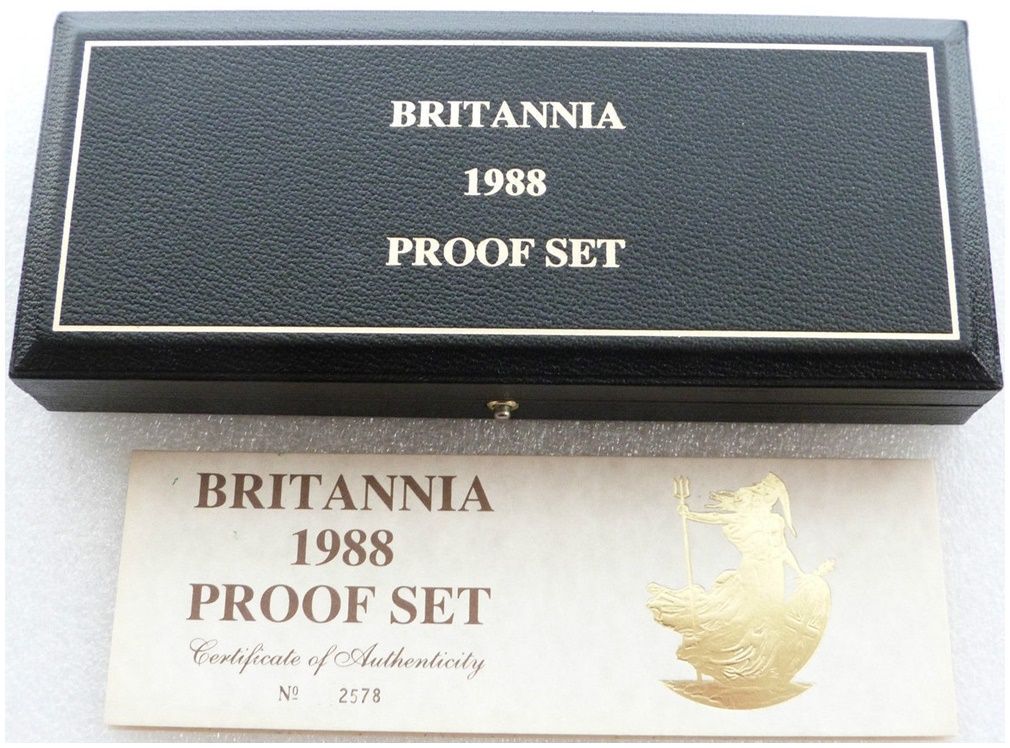 BRITANNIA
1988
PROOF SET
BRITANNIA
1988
PROOF SET
Certificate of Authenticity
Nº 2578